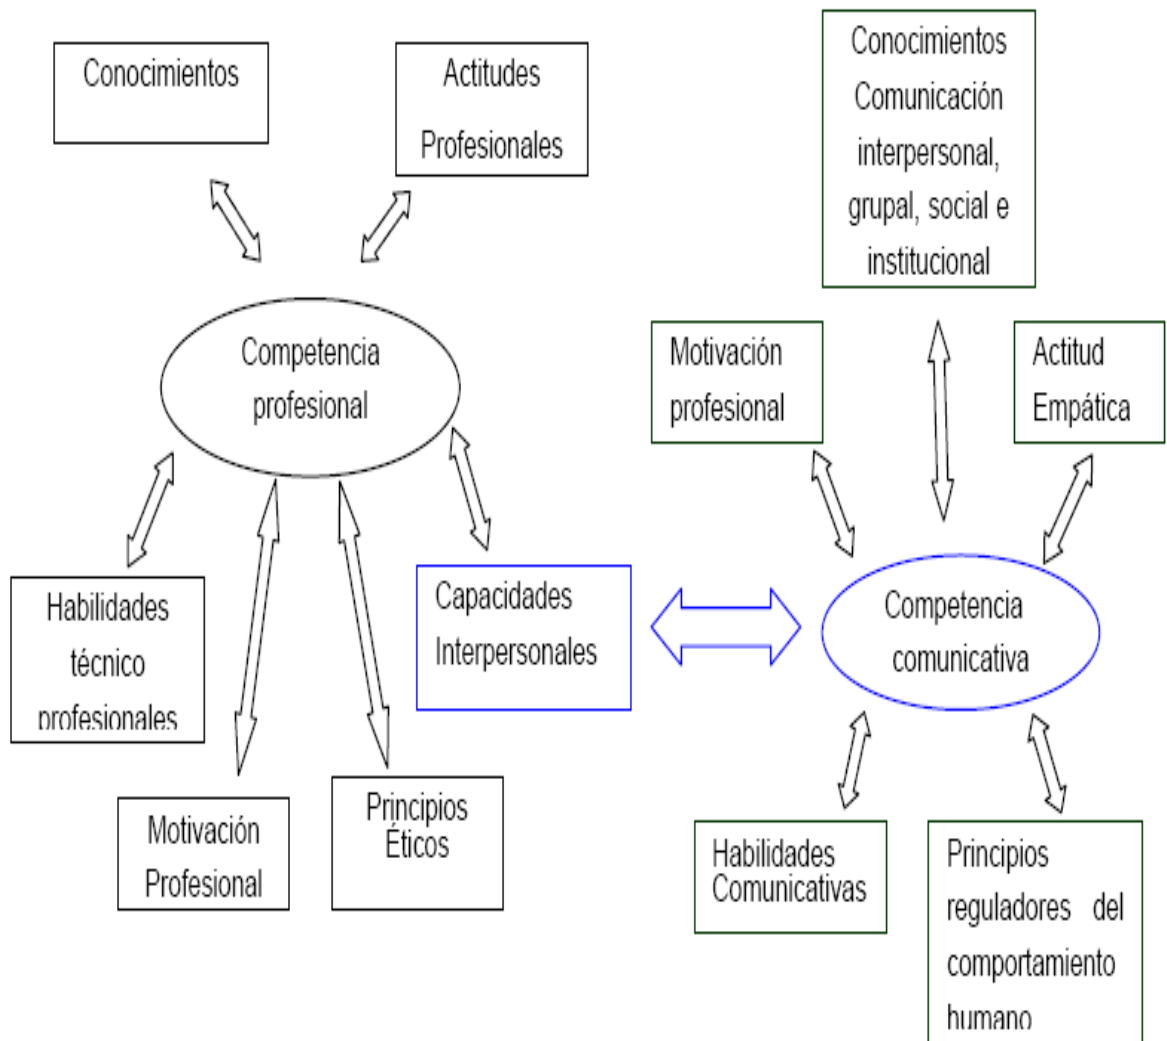 Conocimientos
Actitudes
Profesionales
Competencia
profesional
Habilidades
técnico
profesionales
Motivación
Profesional
Principios
Éticos
Capacidades
Interpersonales
Conocimientos
Comunicación
interpersonal,
grupal, social e
institucional
Motivación
profesional
Actitud
Empática
Competencia
comunicativa
Habilidades
Comunicativas
Principios
reguladores del
comportamiento
humano